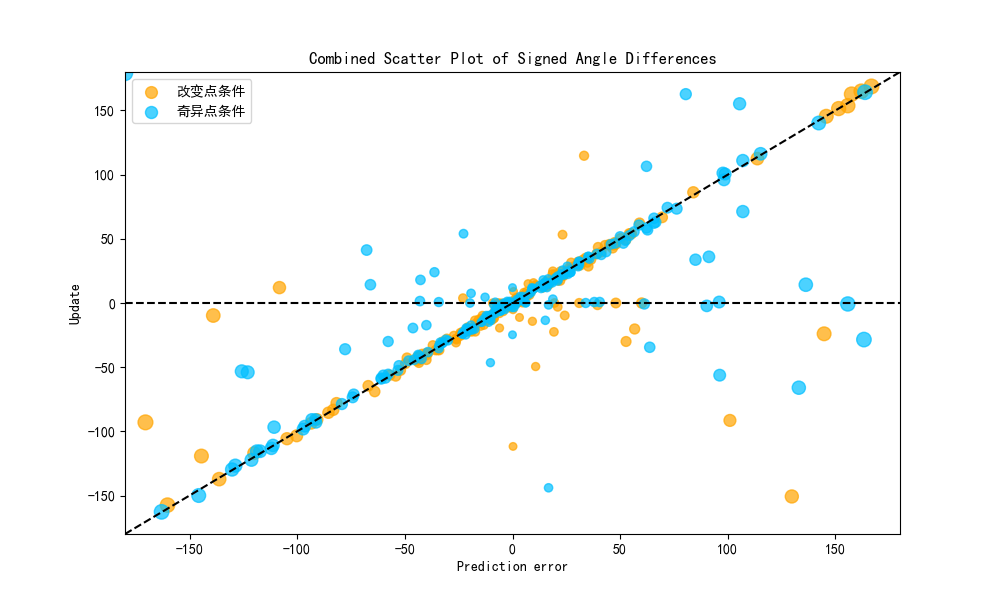 Combined Scatter Plot of Signed Angle Differences
改变点条件
奇异点条件
150
100
50
0
−50
−100
−150
Update
−150
−100
−50
0
50
100
150
Prediction error